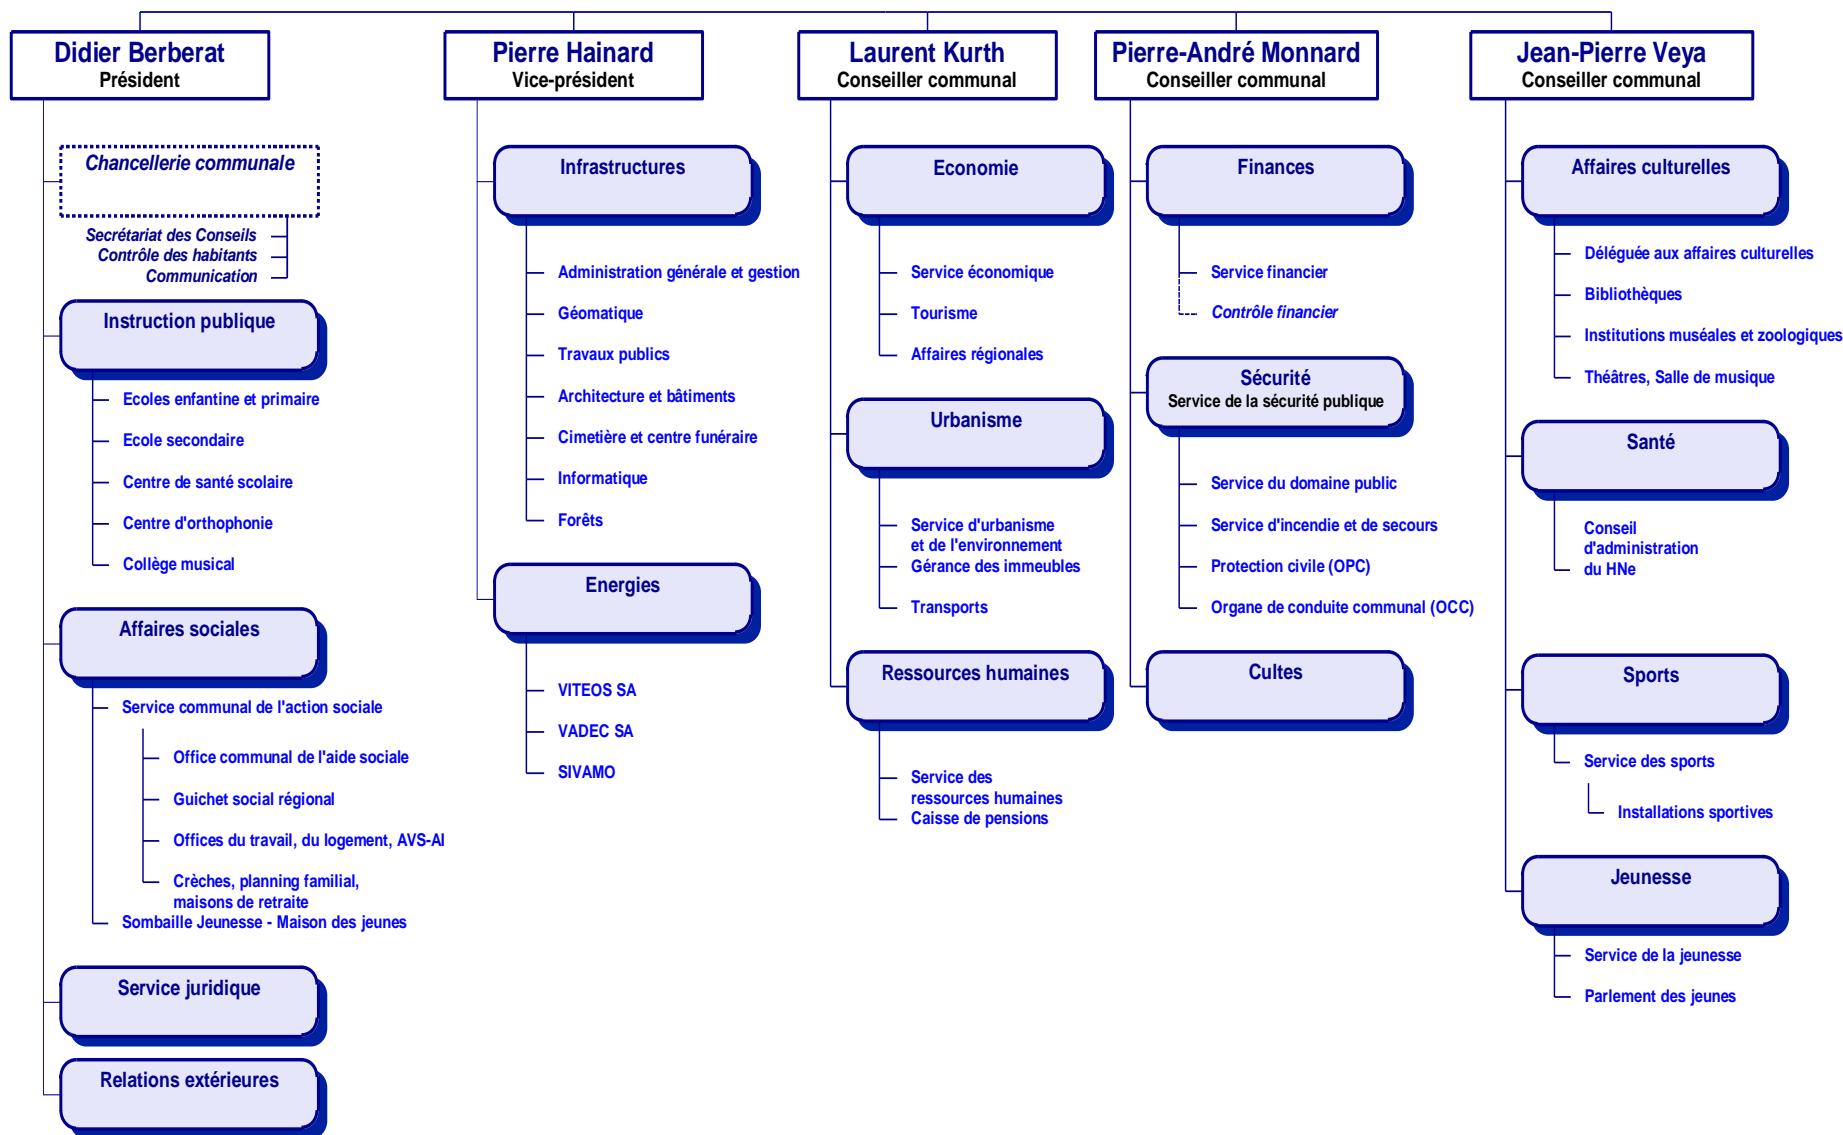 Didier Berberat
Président
Chancellerie communale
Secrétariat des Conseils
Contrôle des habitants
Communication
Instruction publique
Ecoles enfantine et primaire
Ecole secondaire
Centre de santé scolaire
Centre d'orthophonie
Collège musical
Affaires sociales
Service communal de l'action sociale
Office communal de l'aide sociale
Guichet social régional
Offices du travail, du logement, AVS-AI
Crèches, planning familial,
maisons de retraite
Sombaille Jeunesse - Maison des jeunes
Service juridique
Relations extérieures
Pierre Hainard
Vice-président
Infrastructures
Administration générale et gestion
Géomatique
Travaux publics
Architecture et bâtiments
Cimetière et centre funéraire
Informatique
Forêts
Energies
VITEOS SA
VADEC SA
SIVAMO
Laurent Kurth
Conseiller communal
Economie
Service économique
Tourisme
Affaires régionales
Urbanisme
Service d'urbanisme
et de l'environnement
Gérance des immeubles
Transports
Ressources humaines
Service des
ressources humaines
Caisse de pensions
Pierre-André Monnard
Conseiller communal
Finances
Service financier
Contrôle financier
Sécurité
Service de la sécurité publique
Service du domaine public
Service d'incendie et de secours
Protection civile (OPC)
Organe de conduite communal (OCC)
Cultes
Jean-Pierre Veya
Conseiller communal
Affaires culturelles
Déléguée aux affaires culturelles
Bibliothèques
Institutions muséales et zoologiques
Théâtres, Salle de musique
Santé
Conseil
d'administration
du HNe
Sports
Service des sports
Installations sportives
Jeunesse
Service de la jeunesse
Parlement des jeunes